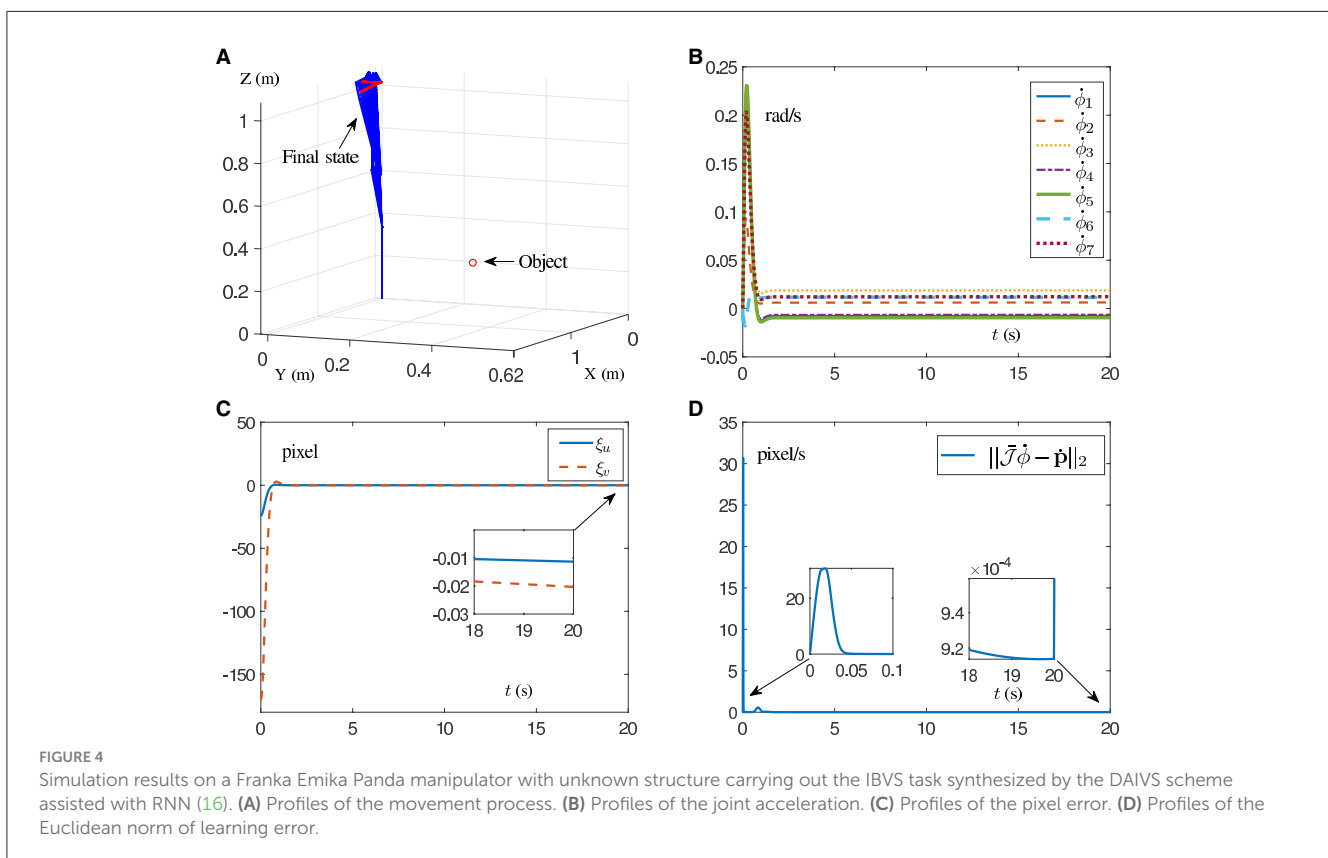 A
Z (m)
1
0.8
0.6
0.4
0.2
0
Final state
Object
0
0.2
0.4
0.62
Y (m)
0
1
X (m)
B
0.25
0.2
0.15
0.1
0.05
0
-0.05
rad/s
ϕ̇₁
ϕ̇₂
ϕ̇₃
ϕ̇₄
ϕ̇₅
ϕ̇₆
ϕ̇₇
t (s)
0 5 10 15 20
C
50
0
-50
-100
-150
pixel
ξᵤ
ξᵥ
-0.01
-0.02
-0.03
18 19 20
t (s)
0 5 10 15 20
D
35
30
25
20
15
10
5
0
pixel/s
||𝒥̄ϕ̇ − ṗ||₂
20
0
0 0.05 0.1
× 10⁻⁴
9.4
9.2
18 19 20
t (s)
0 5 10 15 20
FIGURE 4
Simulation results on a Franka Emika Panda manipulator with unknown structure carrying out the IBVS task synthesized by the DAIVS scheme
assisted with RNN (16). (A) Profiles of the movement process. (B) Profiles of the joint acceleration. (C) Profiles of the pixel error. (D) Profiles of the
Euclidean norm of learning error.